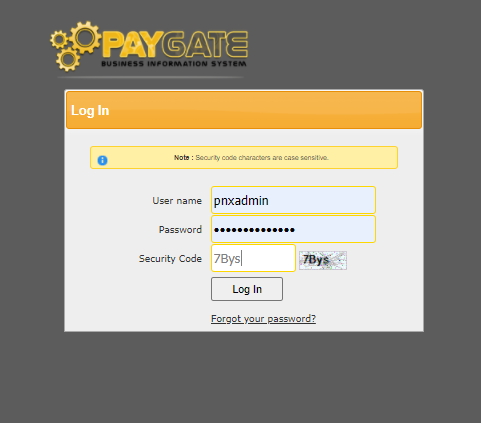 PAYGATE
BUSINESS INFORMATION SYSTEM
Log In
Note : Security code characters are case sensitive.
User name pnxadmin
Password ••••••••••••••
Security Code 7Bys 7Bys
Log In
Forgot your password?